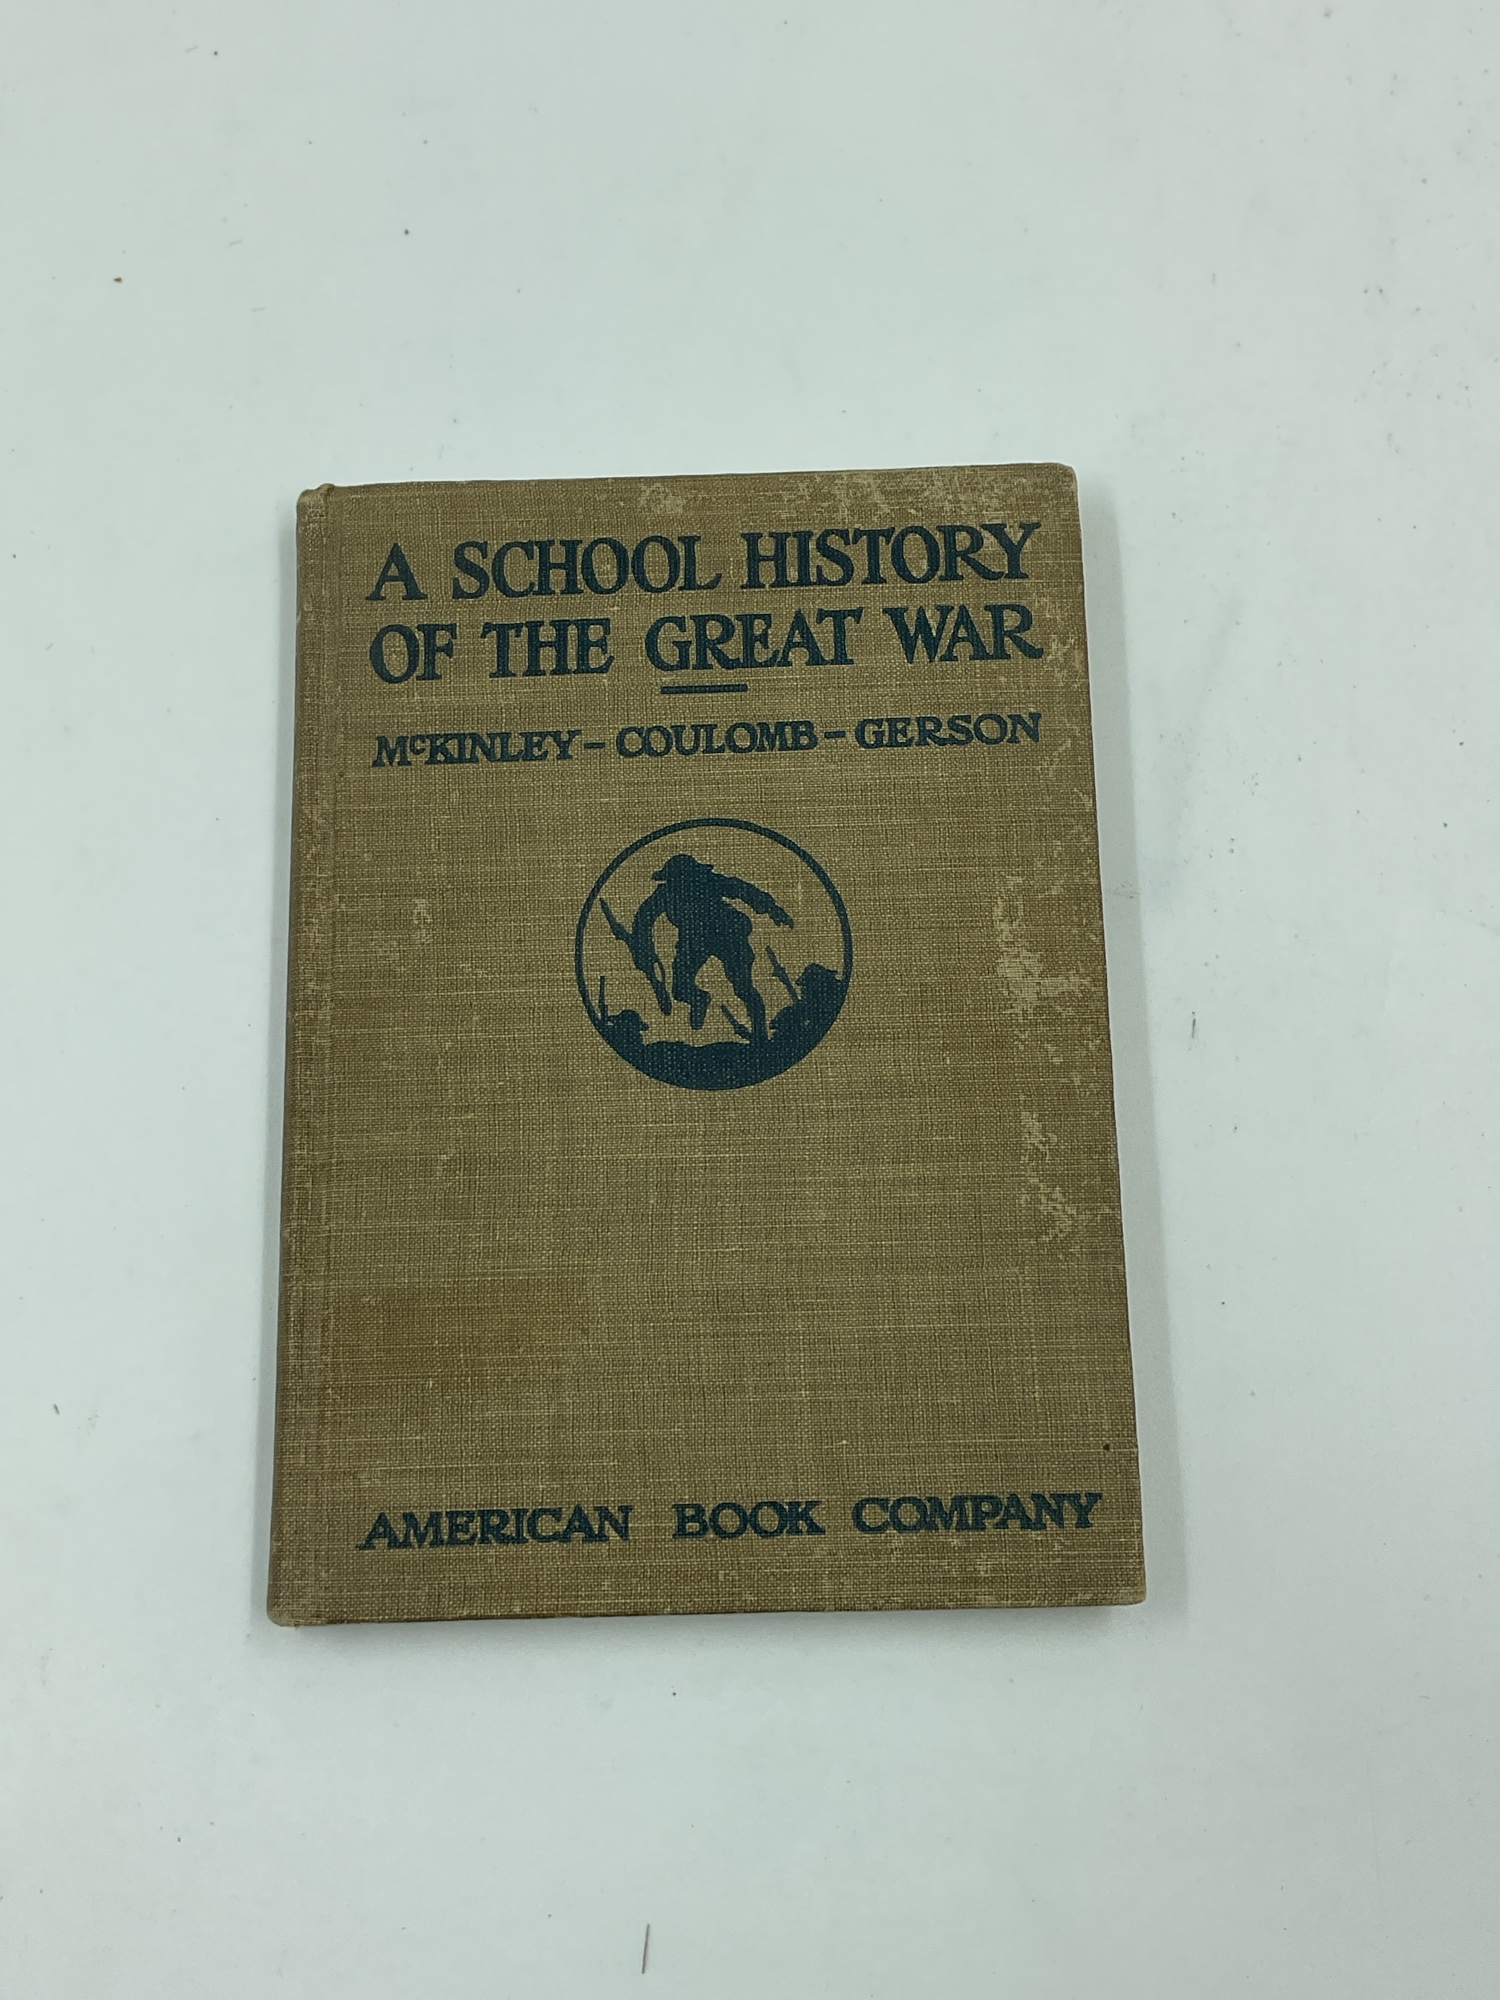 A SCHOOL HISTORY
OF THE GREAT WAR
McKINLEY - COULOMB - GERSON
AMERICAN BOOK COMPANY